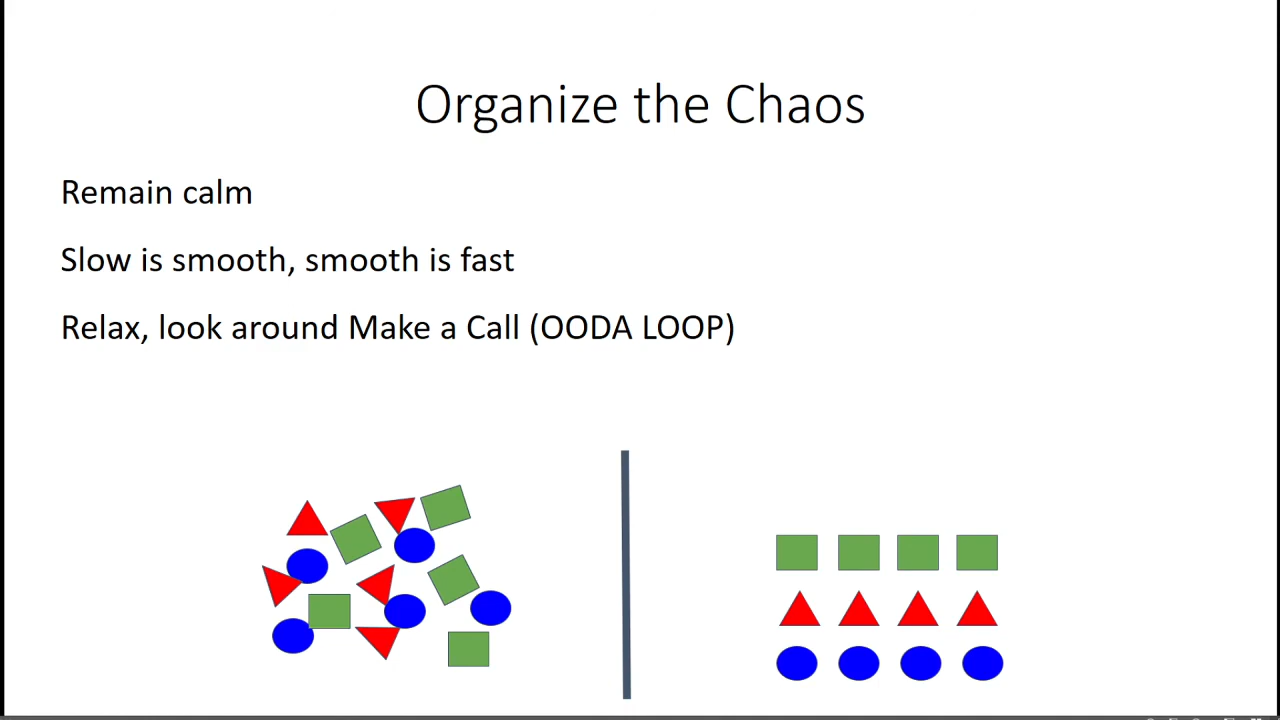 Organize the Chaos
Remain calm
Slow is smooth, smooth is fast
Relax, look around Make a Call (OODA LOOP)